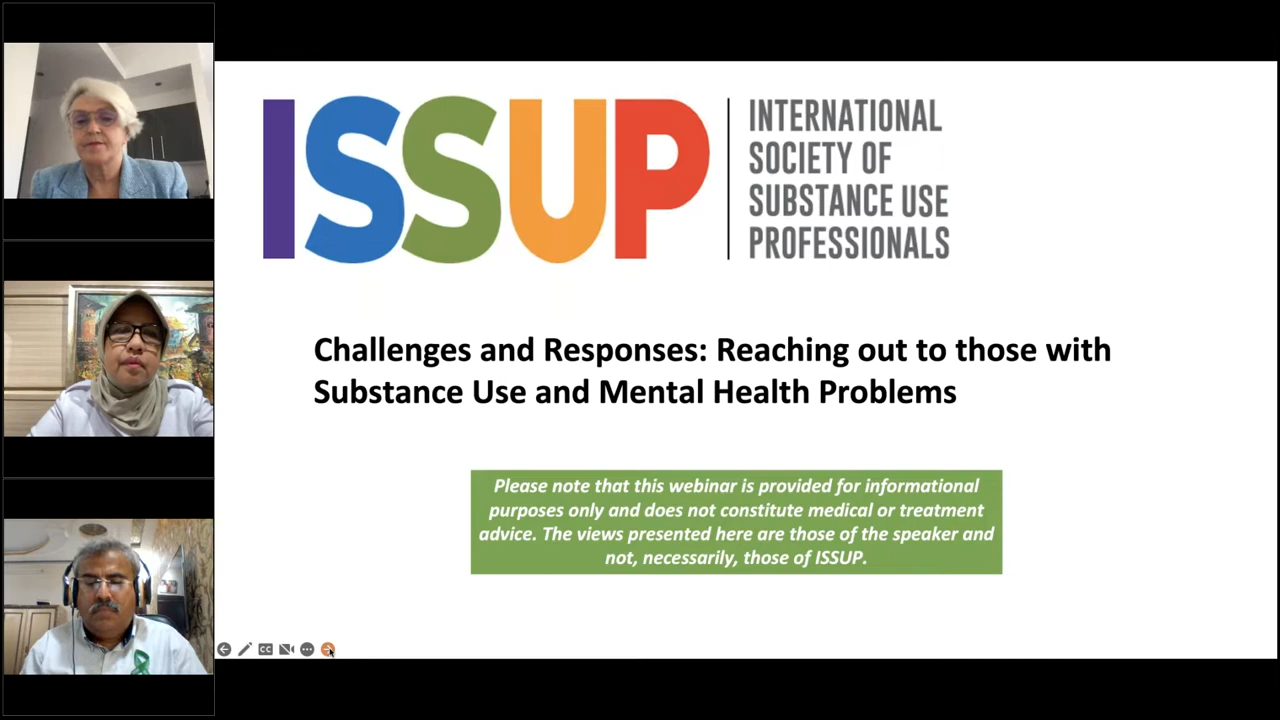 ISSUP
INTERNATIONAL
SOCIETY OF
SUBSTANCE USE
PROFESSIONALS
Challenges and Responses: Reaching out to those with
Substance Use and Mental Health Problems
Please note that this webinar is provided for informational
purposes only and does not constitute medical or treatment
advice. The views presented here are those of the speaker and
not, necessarily, those of ISSUP.
CC